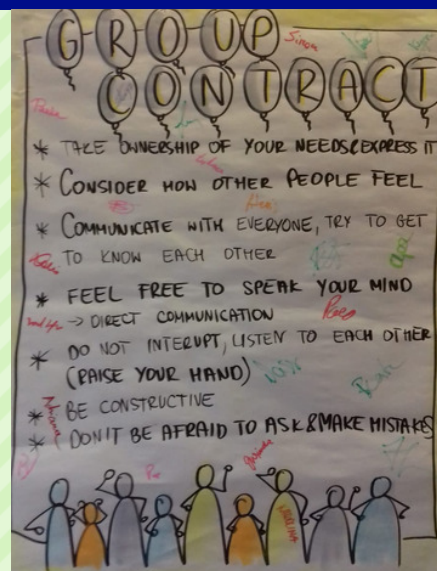 GROUP
Simon
CONTRACT
* TAKE OWNERSHIP OF YOUR NEEDS (EXPRESS IT
* CONSIDER HOW OTHER PEOPLE FEEL
* COMMUNICATE WITH EVERYONE, TRY TO GET
TO KNOW EACH OTHER
* FEEL FREE TO SPEAK YOUR MIND
→ DIRECT COMMUNICATION
* DO NOT INTERUPT, LISTEN TO EACH OTHER
(RAISE YOUR HAND)
* BE CONSTRUCTIVE
* DON'T BE AFRAID TO ASK & MAKE MISTAKES